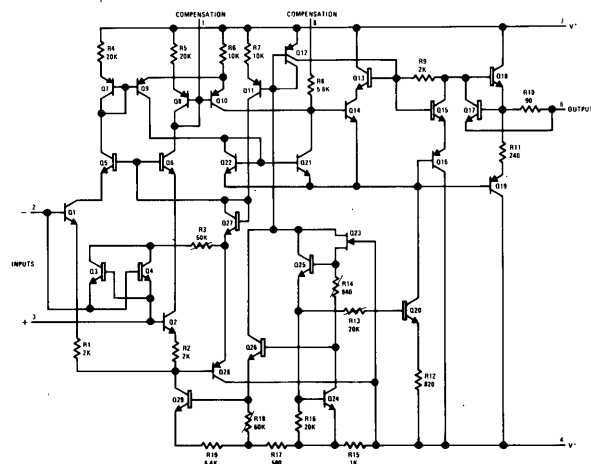 COMPENSATION
1
COMPENSATION
8
7 V+
R4
20K
R5
20K
R6
10K
R7
10K
Q12
R8
5.6K
Q13
R9
2K
Q18
Q7
Q9
Q8
Q10
Q11
Q14
Q15
Q17
R10
90
6 OUTPUT
R11
240
Q5
Q6
Q22
Q21
Q16
Q19
2
Q1
Q27
Q23
R3
50K
INPUTS
Q3
Q4
Q25
R14
940
R13
20K
+ 3
Q2
Q26
Q20
R1
2K
R2
2K
Q28
Q24
R12
820
Q29
R18
60K
R16
20K
R19
R17
R15
1K
4 V-